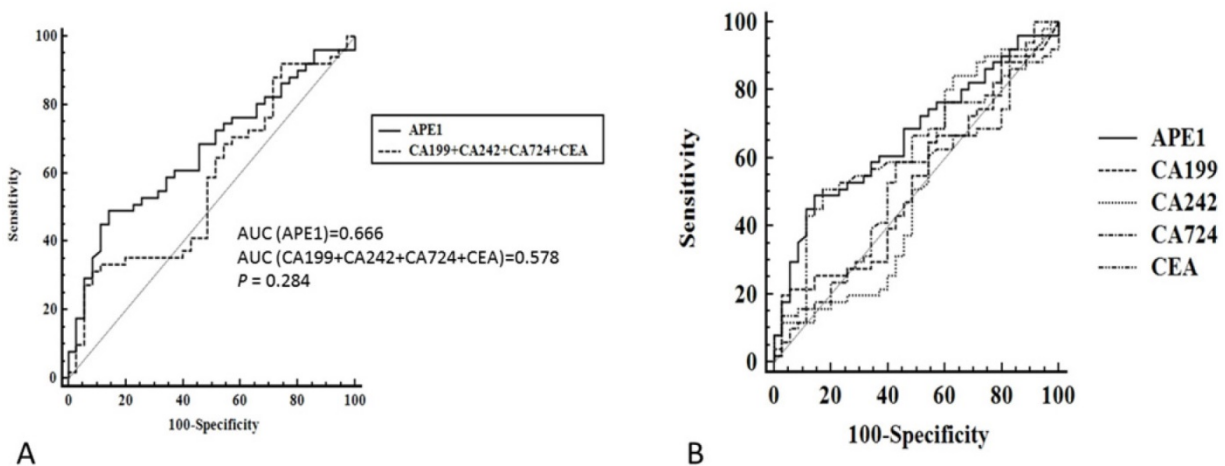 100
80
60
40
20
0
Sensitivity
0 20 40 60 80 100
100-Specificity
APE1
CA199+CA242+CA724+CEA
AUC (APE1)=0.666
AUC (CA199+CA242+CA724+CEA)=0.578
P = 0.284
A
100
80
60
40
20
0
Sensitivity
0 20 40 60 80 100
100-Specificity
APE1
CA199
CA242
CA724
CEA
B